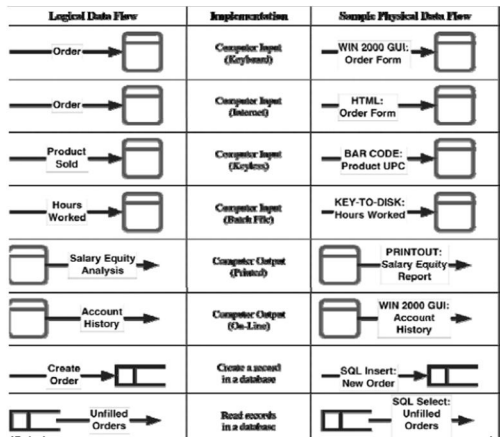 Logical Data Flow
Implementation
Sample Physical Data Flow
Order
Computer Input
(Keyboard)
WIN 2000 GUI:
Order Form
Order
Computer Input
(Internet)
HTML:
Order Form
Product
Sold
Computer Input
(Keyless)
BAR CODE:
Product UPC
Hours
Worked
Computer Input
(Batch File)
KEY-TO-DISK:
Hours Worked
Salary Equity
Analysis
Computer Output
(Printed)
PRINTOUT:
Salary Equity
Report
Account
History
Computer Output
(On-Line)
WIN 2000 GUI:
Account
History
Create
Order
Create a record
in a database
SQL Insert:
New Order
Unfilled
Orders
Read records
in a database
SQL Select:
Unfilled
Orders